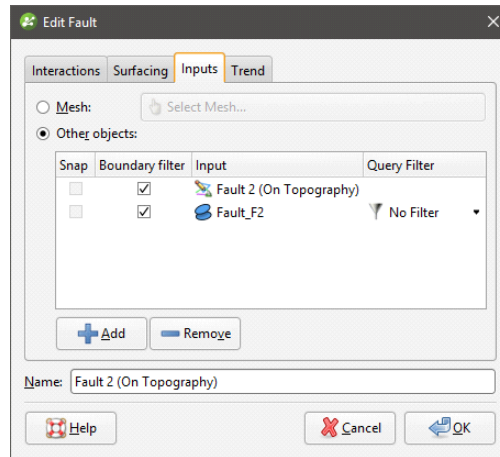 Edit Fault
Interactions Surfacing Inputs Trend
Mesh: Select Mesh...
Other objects:
Snap Boundary filter Input Query Filter
Fault 2 (On Topography)
Fault_F2 No Filter
Add Remove
Name: Fault 2 (On Topography)
Help Cancel OK